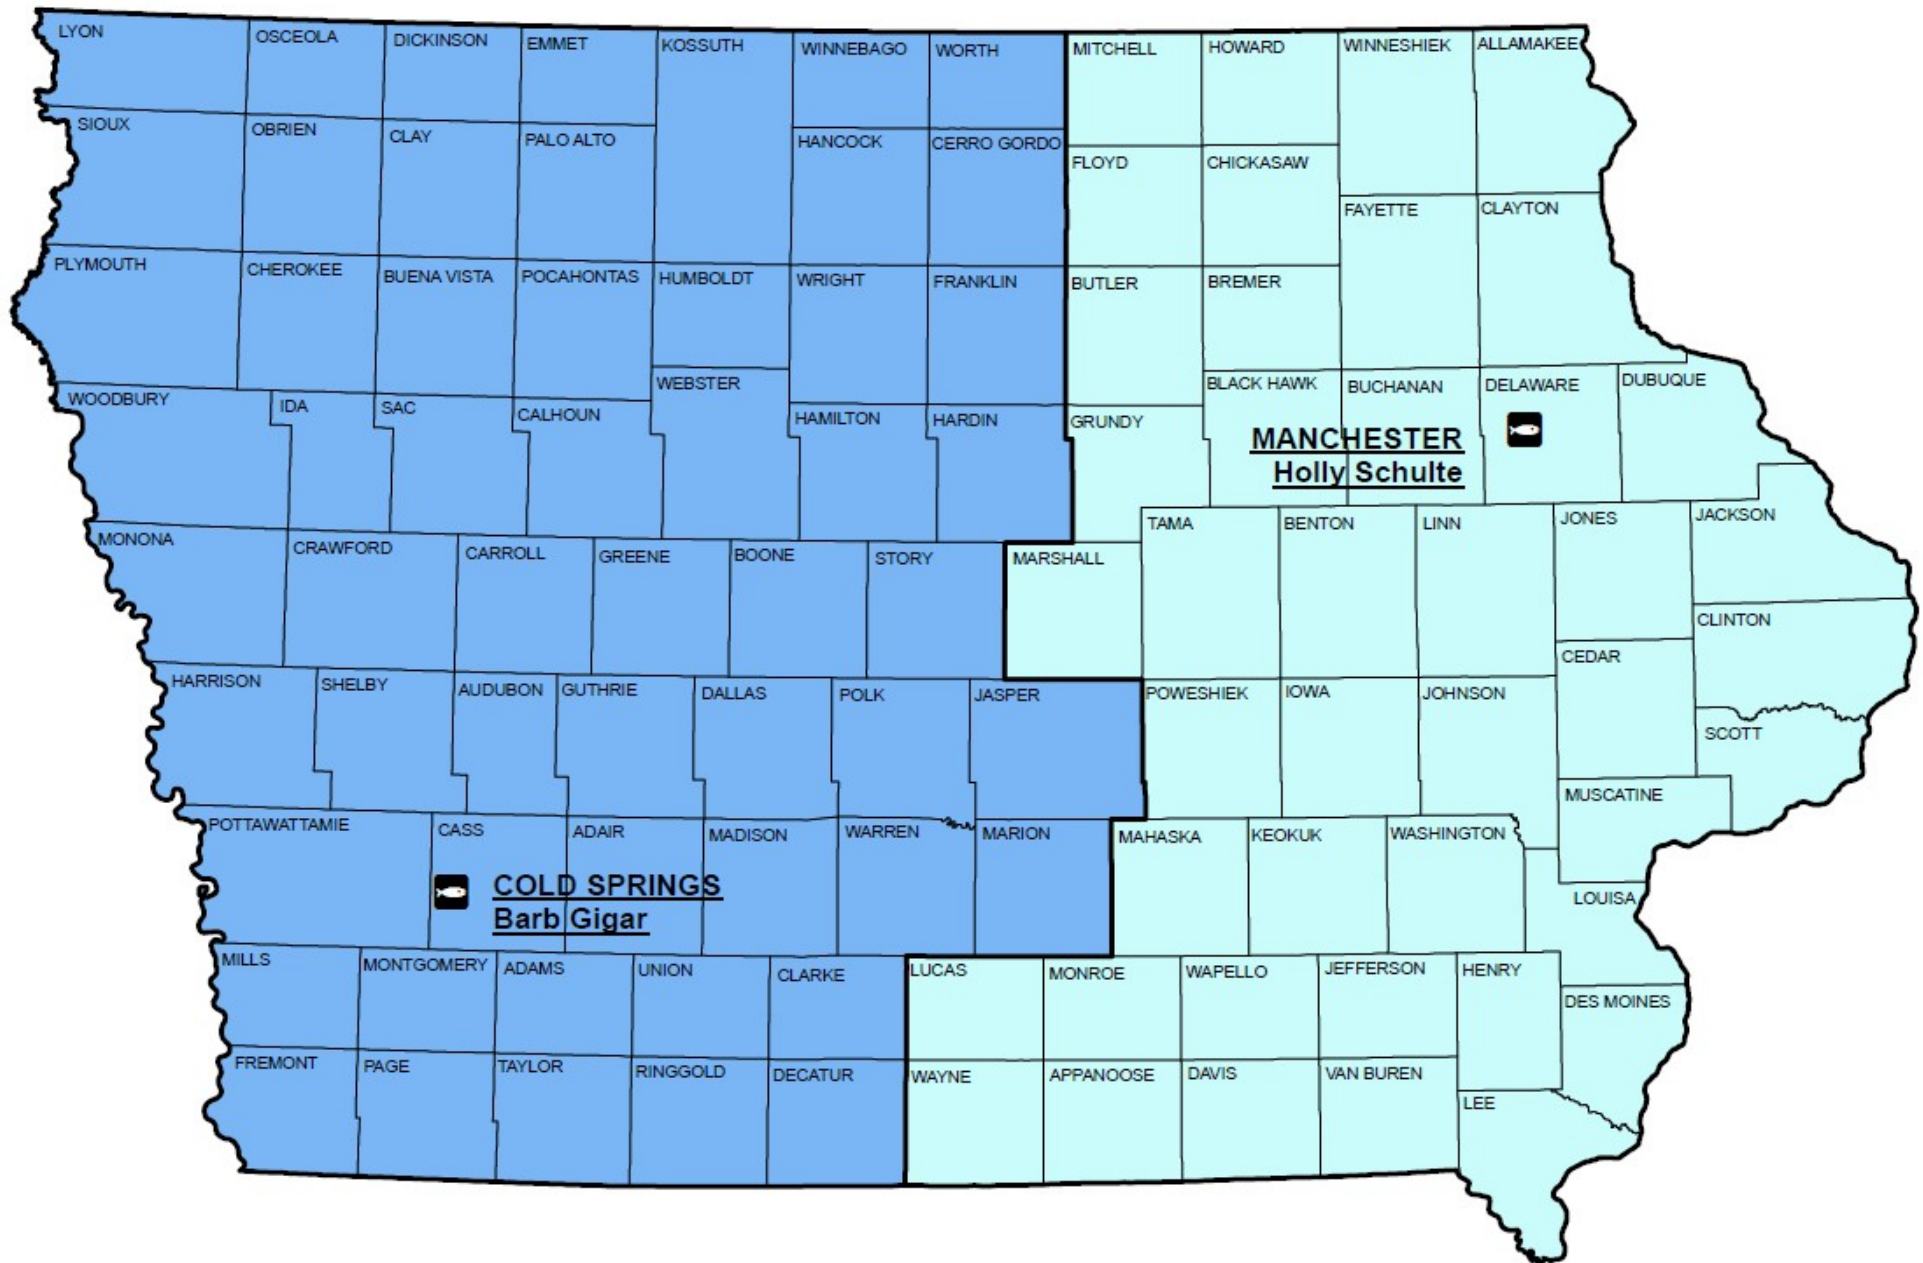 LYON
OSCEOLA
DICKINSON
EMMET
KOSSUTH
WINNEBAGO
WORTH
MITCHELL
HOWARD
WINNESHIEK
ALLAMAKEE
SIOUX
OBRIEN
CLAY
PALO ALTO
HANCOCK
CERRO GORDO
FLOYD
CHICKASAW
FAYETTE
CLAYTON
PLYMOUTH
CHEROKEE
BUENA VISTA
POCAHONTAS
HUMBOLDT
WRIGHT
FRANKLIN
BUTLER
BREMER
WOODBURY
IDA
SAC
CALHOUN
WEBSTER
HAMILTON
HARDIN
GRUNDY
BLACK HAWK
BUCHANAN
DELAWARE
DUBUQUE
MANCHESTER
Holly Schulte
MONONA
CRAWFORD
CARROLL
GREENE
BOONE
STORY
MARSHALL
TAMA
BENTON
LINN
JONES
JACKSON
CLINTON
CEDAR
HARRISON
SHELBY
AUDUBON
GUTHRIE
DALLAS
POLK
JASPER
POWESHIEK
IOWA
JOHNSON
SCOTT
MUSCATINE
POTTAWATTAMIE
CASS
ADAIR
MADISON
WARREN
MARION
MAHASKA
KEOKUK
WASHINGTON
LOUISA
COLD SPRINGS
Barb Gigar
MILLS
MONTGOMERY
ADAMS
UNION
CLARKE
LUCAS
MONROE
WAPELLO
JEFFERSON
HENRY
DES MOINES
FREMONT
PAGE
TAYLOR
RINGGOLD
DECATUR
WAYNE
APPANOOSE
DAVIS
VAN BUREN
LEE